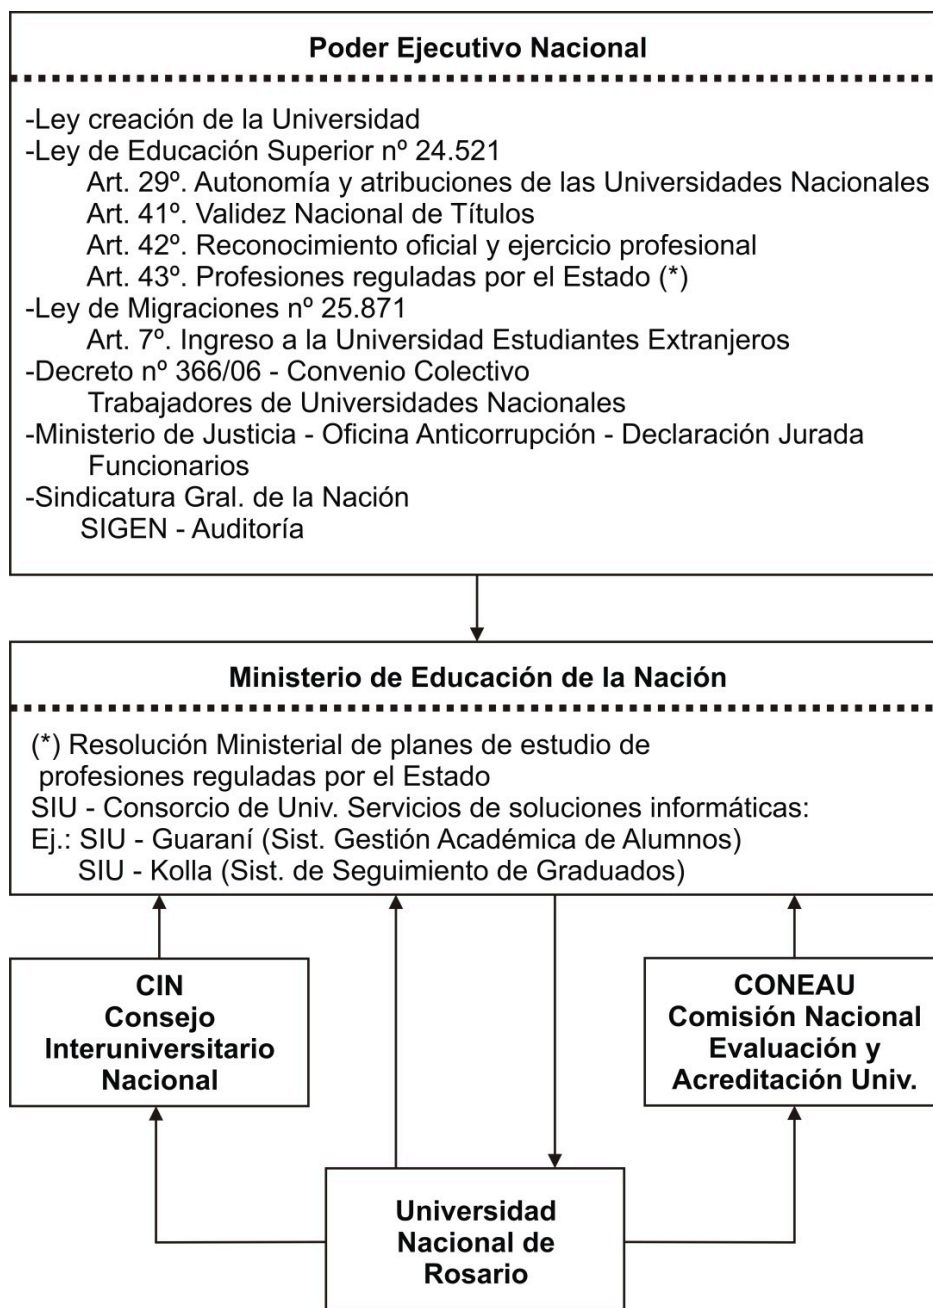 Poder Ejecutivo Nacional
-Ley creación de la Universidad
-Ley de Educación Superior nº 24.521
Art. 29º. Autonomía y atribuciones de las Universidades Nacionales
Art. 41º. Validez Nacional de Títulos
Art. 42º. Reconocimiento oficial y ejercicio profesional
Art. 43º. Profesiones reguladas por el Estado (*)
-Ley de Migraciones nº 25.871
Art. 7º. Ingreso a la Universidad Estudiantes Extranjeros
-Decreto nº 366/06 - Convenio Colectivo
Trabajadores de Universidades Nacionales
-Ministerio de Justicia - Oficina Anticorrupción - Declaración Jurada
Funcionarios
-Sindicatura Gral. de la Nación
SIGEN - Auditoría
Ministerio de Educación de la Nación
(*) Resolución Ministerial de planes de estudio de
profesiones reguladas por el Estado
SIU - Consorcio de Univ. Servicios de soluciones informáticas:
Ej.: SIU - Guaraní (Sist. Gestión Académica de Alumnos)
SIU - Kolla (Sist. de Seguimiento de Graduados)
CIN
Consejo
Interuniversitario
Nacional
CONEAU
Comisión Nacional
Evaluación y
Acreditación Univ.
Universidad
Nacional de
Rosario